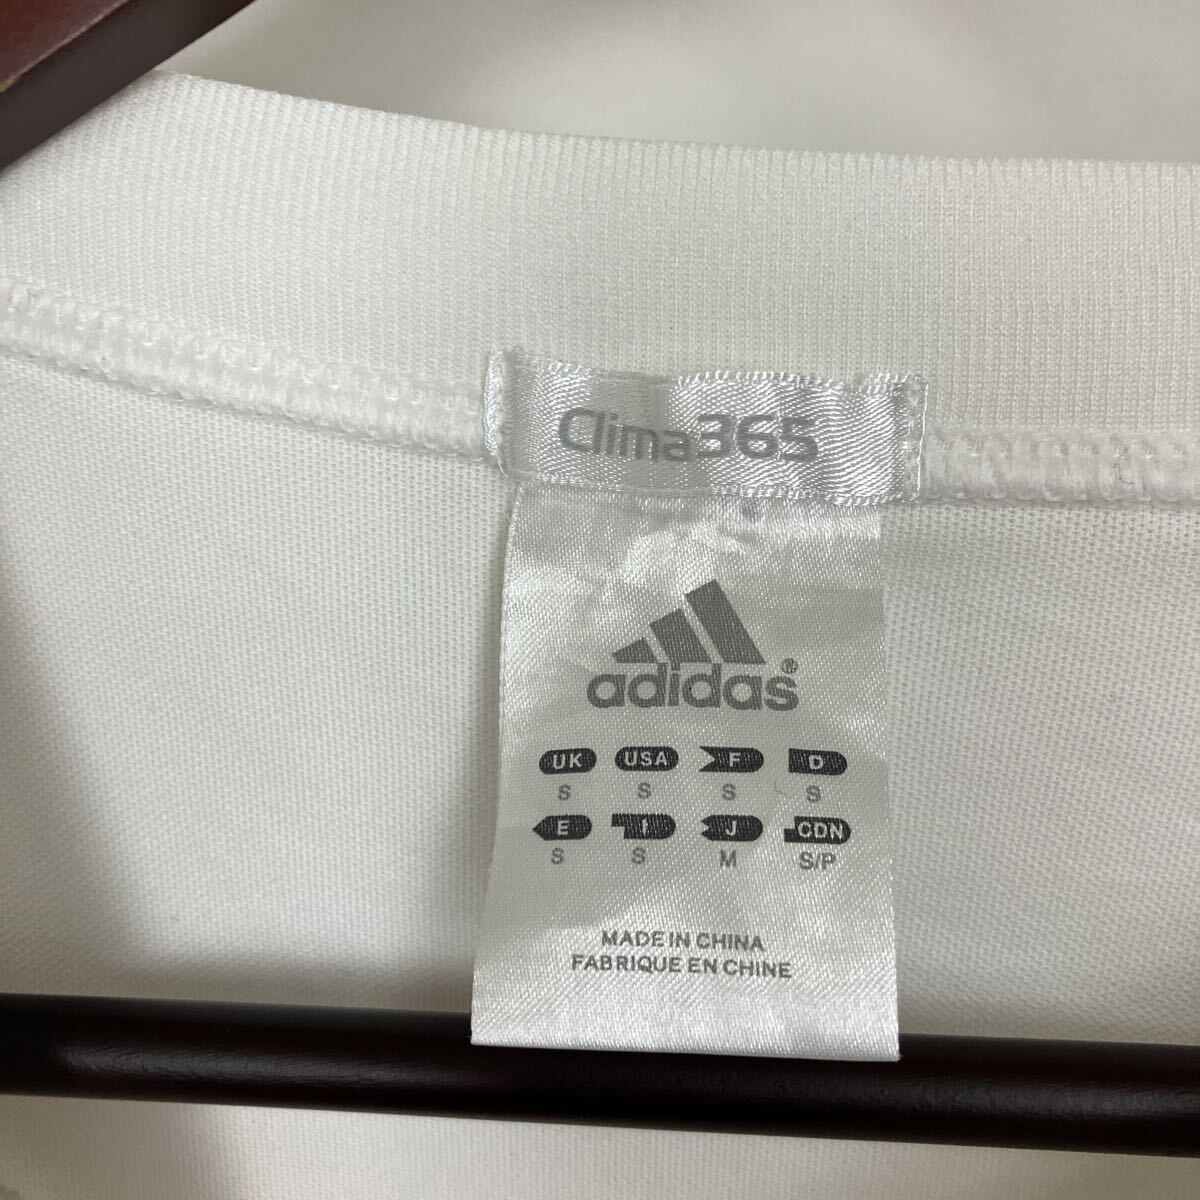 Clima365
adidas®
UK USA F D
S S S S
E I J CDN
S S M S/P
MADE IN CHINA
FABRIQUE EN CHINE